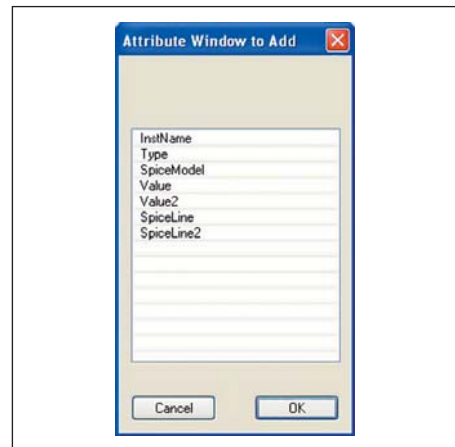 Attribute Window to Add
InstName
Type
SpiceModel
Value
Value2
SpiceLine
SpiceLine2
Cancel
OK